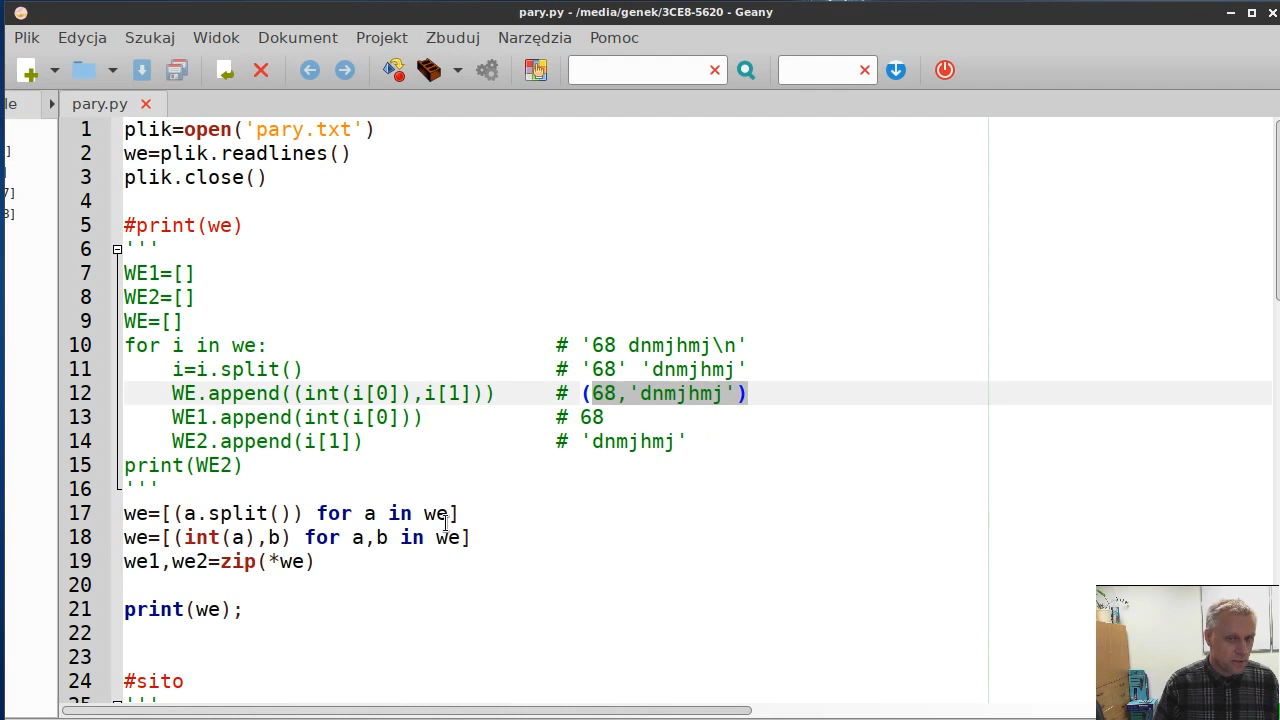 pary.py - /media/genek/3CE8-5620 - Geany
Plik Edycja Szukaj Widok Dokument Projekt Zbuduj Narzędzia Pomoc
pary.py
1 plik=open('pary.txt')
2 we=plik.readlines()
3 plik.close()
4
5 #print(we)
6 '''
7 WE1=[]
8 WE2=[]
9 WE=[]
10 for i in we: # '68 dnmjhmj\n'
11 i=i.split() # '68' 'dnmjhmj'
12 WE.append((int(i[0]),i[1])) # (68,'dnmjhmj')
13 WE1.append(int(i[0])) # 68
14 WE2.append(i[1]) # 'dnmjhmj'
15 print(WE2)
16 '''
17 we=[(a.split()) for a in we]
18 we=[(int(a),b) for a,b in we]
19 we1,we2=zip(*we)
20
21 print(we);
22
23
24 #sito